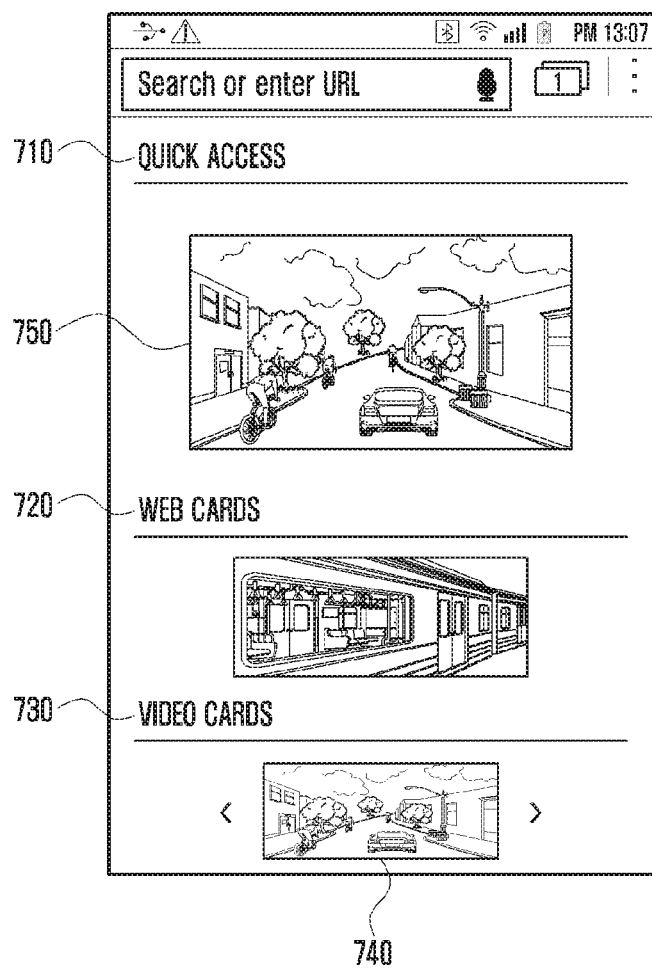 PM 13:07
Search or enter URL
1
710
QUICK ACCESS
750
720
WEB CARDS
730
VIDEO CARDS
<
>
740